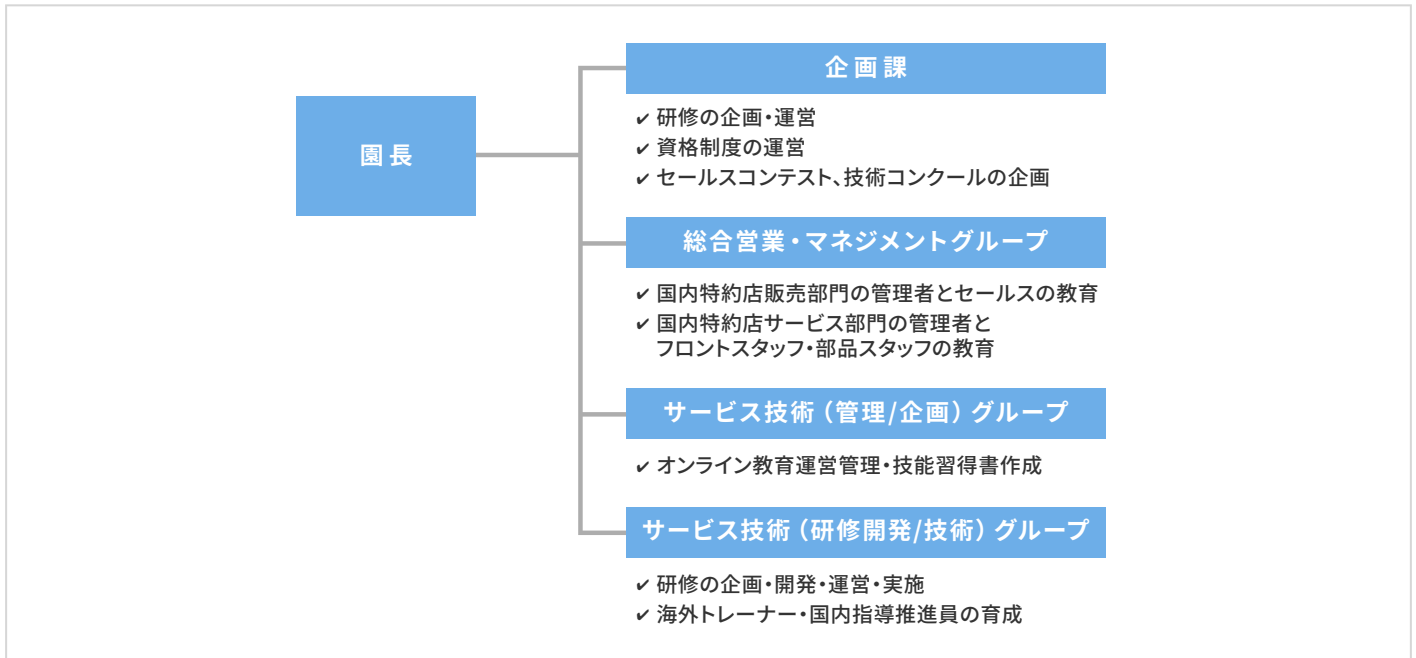 園長
企画課
✔ 研修の企画・運営
✔ 資格制度の運営
✔ セールスコンテスト、技術コンクールの企画
総合営業・マネジメントグループ
✔ 国内特約店販売部門の管理者とセールスの教育
✔ 国内特約店サービス部門の管理者と
フロントスタッフ・部品スタッフの教育
サービス技術（管理/企画）グループ
✔ オンライン教育運営管理・技能習得書作成
サービス技術（研修開発/技術）グループ
✔ 研修の企画・開発・運営・実施
✔ 海外トレーナー・国内指導推進員の育成